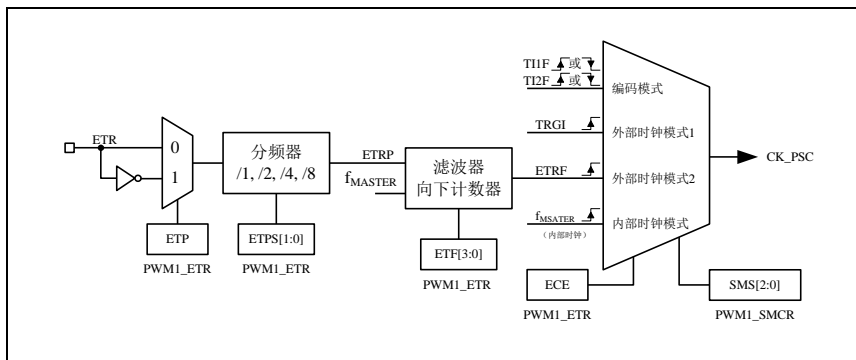 TI1F 或
TI2F 或
编码模式
TRGI
外部时钟模式1
ETR
0
1
分频器
/1, /2, /4, /8
ETRP
fMASTER
滤波器
向下计数器
ETRF
外部时钟模式2
CK_PSC
fMSATER
(内部时钟)
内部时钟模式
ETP
PWM1_ETR
ETPS[1:0]
PWM1_ETR
ETF[3:0]
PWM1_ETR
ECE
PWM1_ETR
SMS[2:0]
PWM1_SMCR